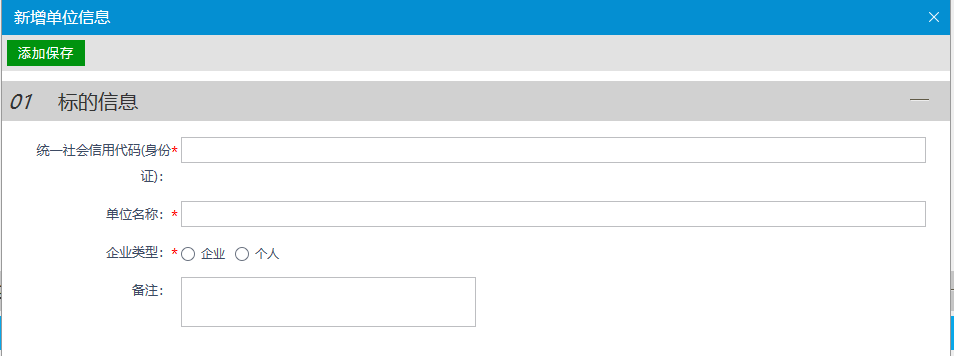 新增单位信息
添加保存
01 标的信息
统一社会信用代码(身份*
证):
单位名称: *
企业类型: * 企业 个人
备注: